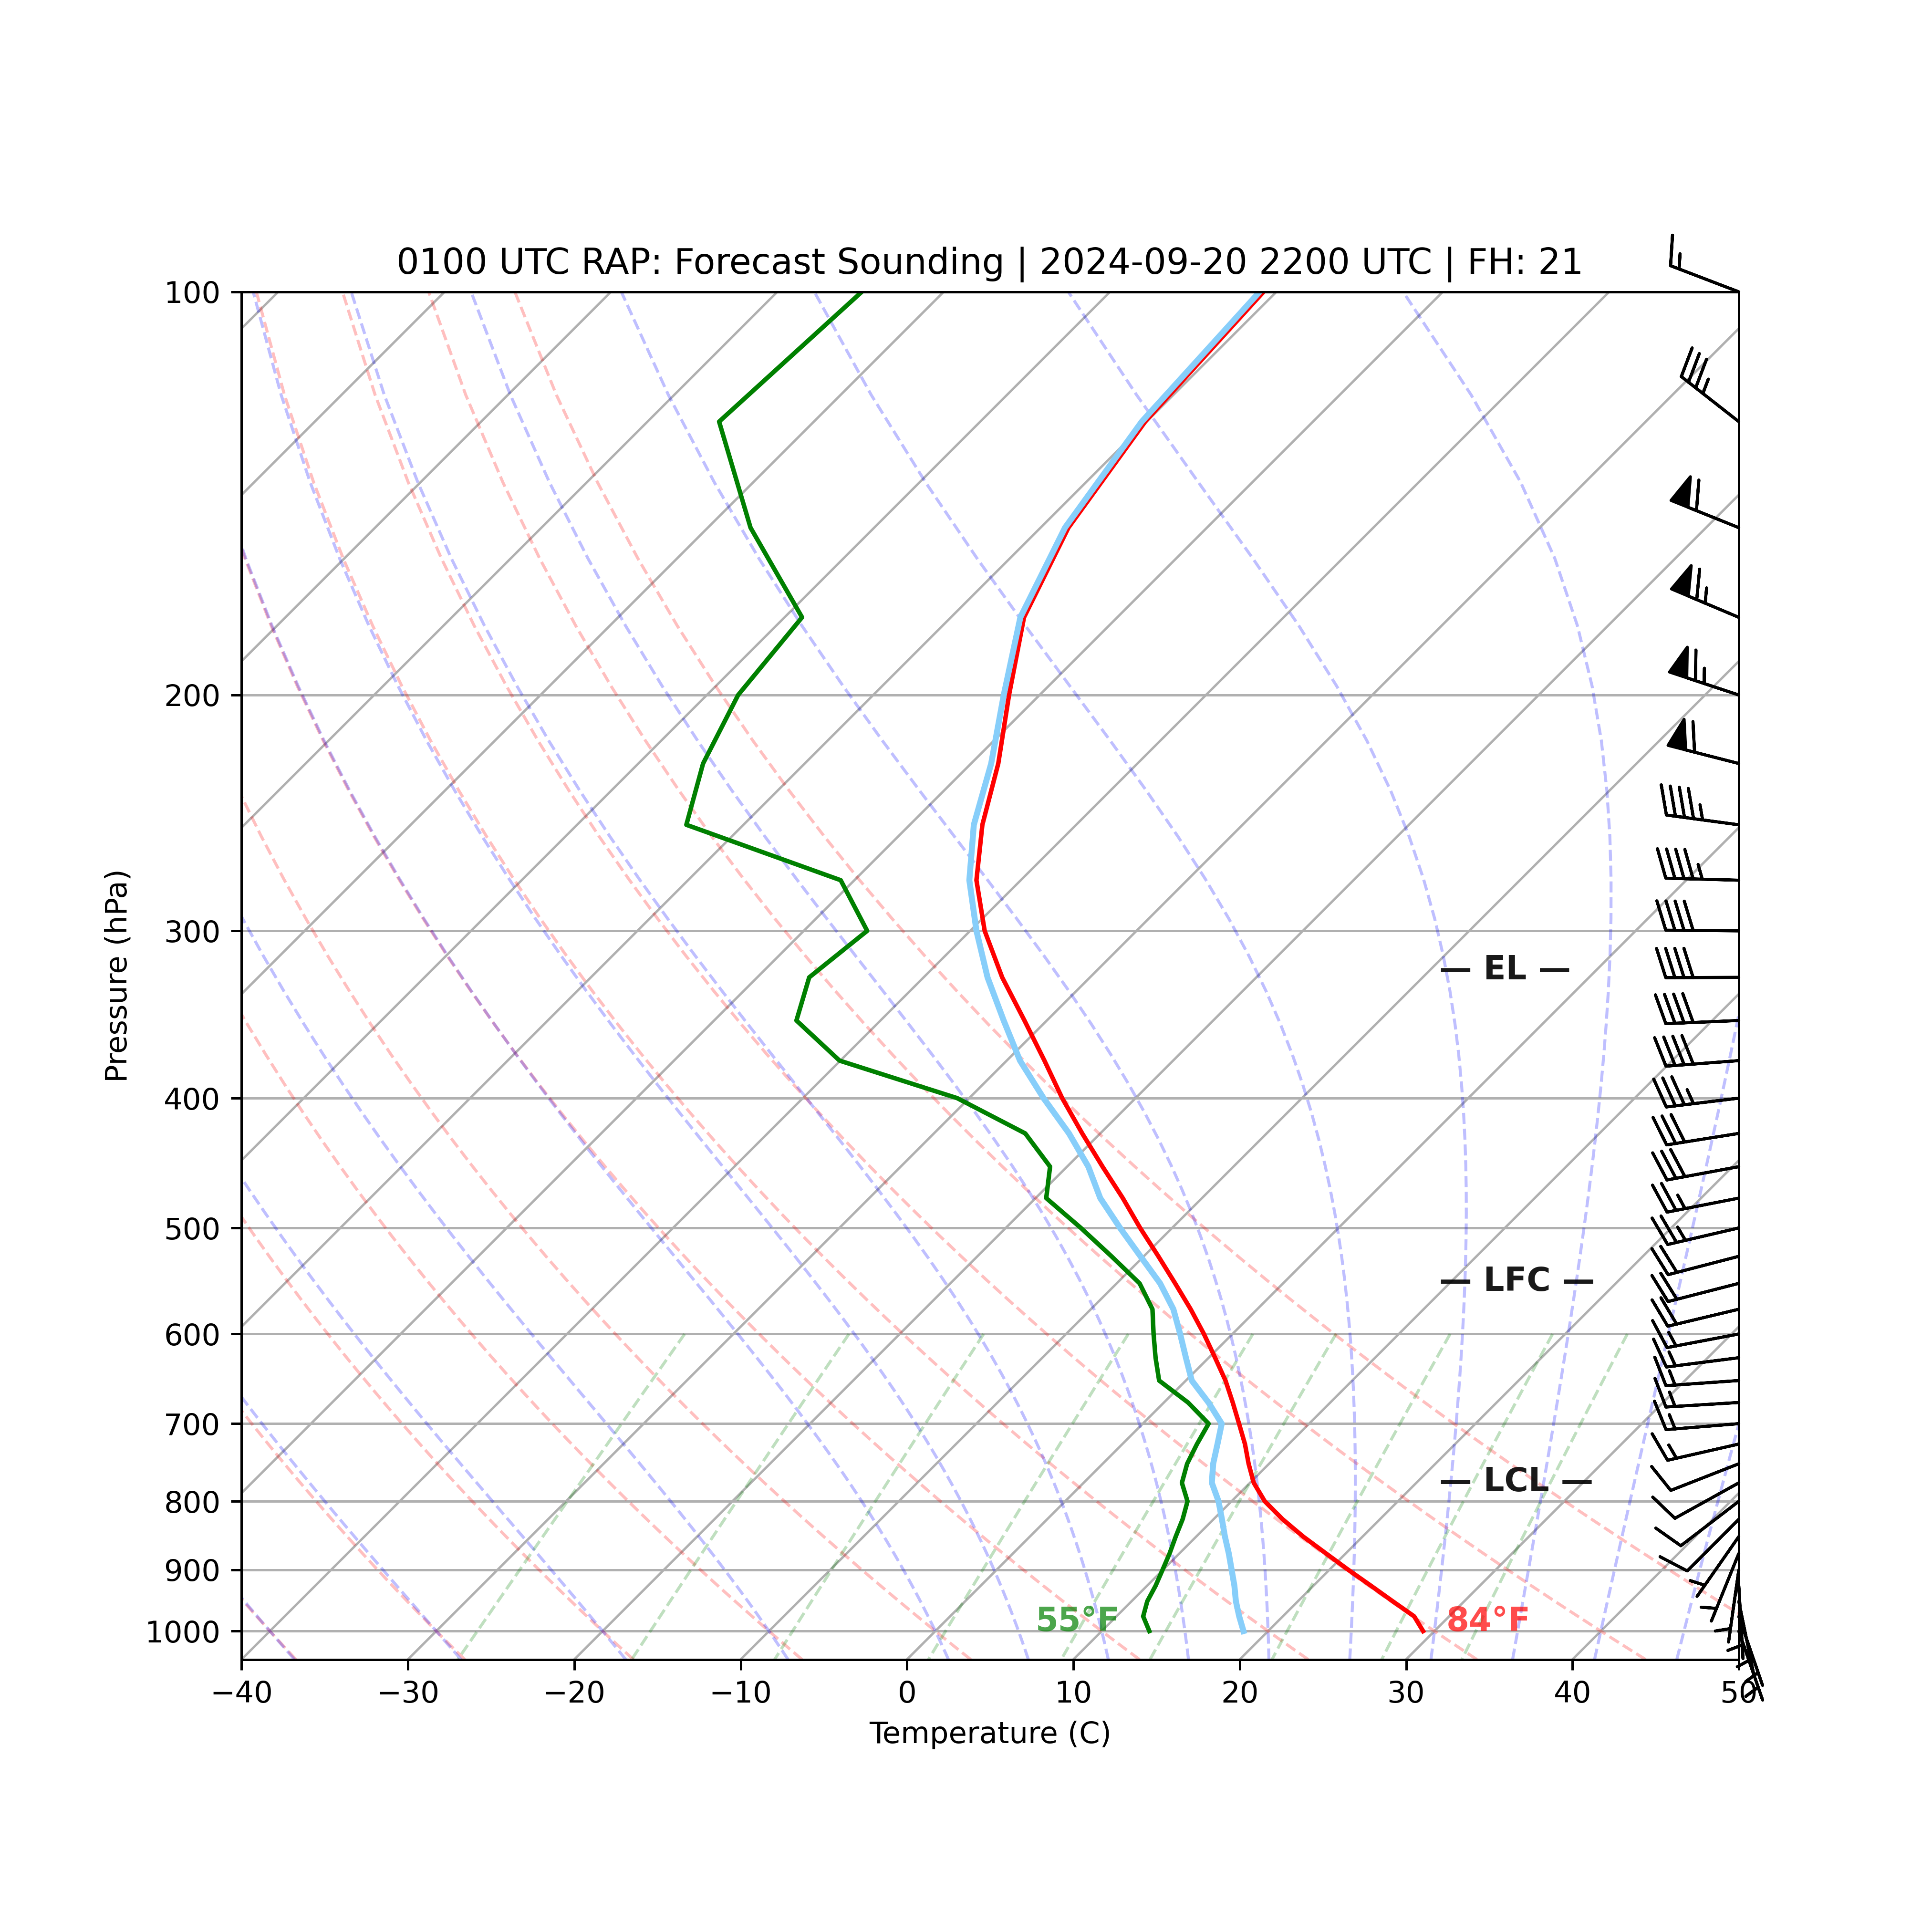 0100 UTC RAP: Forecast Sounding | 2024-09-20 2200 UTC | FH: 21
100
200
300
— EL —
Pressure (hPa)
400
500
— LFC —
600
700
— LCL —
800
900
55°F 84°F
1000
−40 −30 −20 −10 0 10 20 30 40 50
Temperature (C)